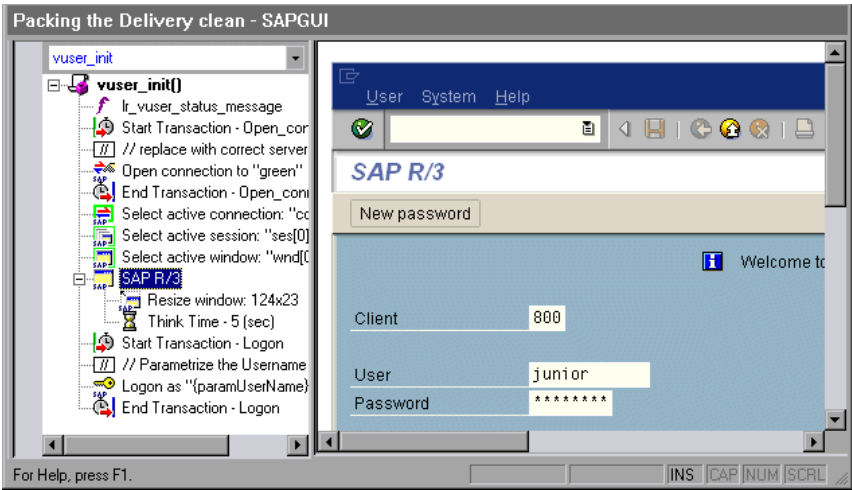 Packing the Delivery clean - SAPGUI
vuser_init
vuser_init()
lr_vuser_status_message
Start Transaction - Open_cor
// replace with correct server
Open connection to "green"
End Transaction - Open_conn
Select active connection: "co
Select active session: "ses[0]
Select active window: "wnd[0
SAP R/3
Resize window: 124x23
Think Time - 5 (sec)
Start Transaction - Logon
// Parametrize the Username
Logon as "{paramUserName}
End Transaction - Logon
User System Help
SAP R/3
New password
Welcome to
Client 800
User junior
Password ********
For Help, press F1.
INS CAP NUM SCRL